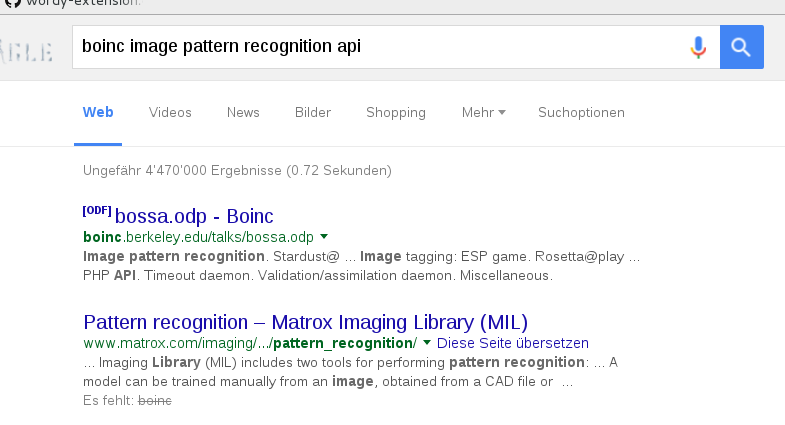 wordy-extension.
boinc image pattern recognition api
Web Videos News Bilder Shopping Mehr Suchoptionen
Ungefähr 4'470'000 Ergebnisse (0.72 Sekunden)
[ODF] bossa.odp - Boinc
boinc.berkeley.edu/talks/bossa.odp
Image pattern recognition. Stardust@ ... Image tagging: ESP game. Rosetta@play ...
PHP API. Timeout daemon. Validation/assimilation daemon. Miscellaneous.
Pattern recognition – Matrox Imaging Library (MIL)
www.matrox.com/imaging/.../pattern_recognition/ Diese Seite übersetzen
... Imaging Library (MIL) includes two tools for performing pattern recognition: ... A
model can be trained manually from an image, obtained from a CAD file or ...
Es fehlt: boinc